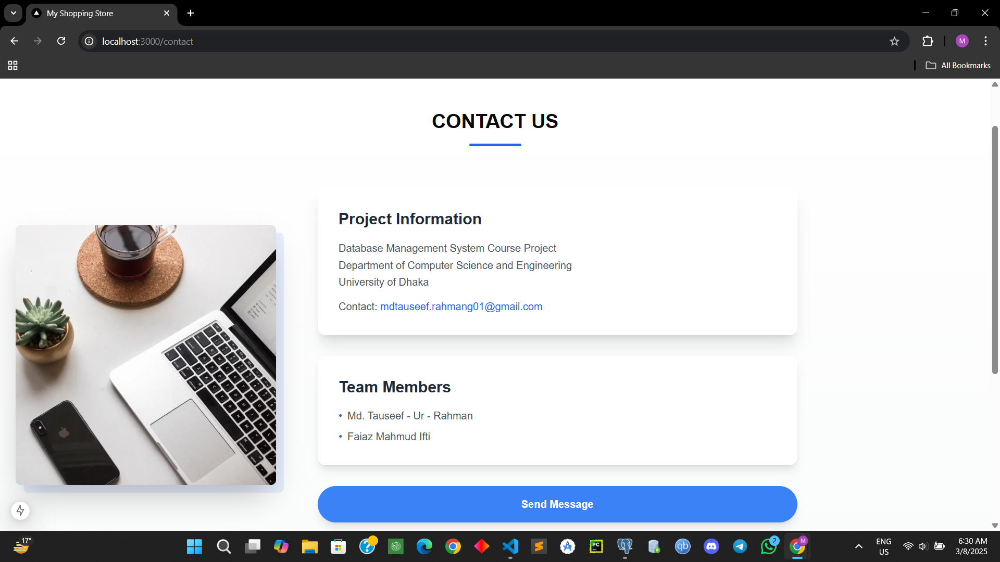 My Shopping Store
localhost:3000/contact
M
All Bookmarks
CONTACT US
Project Information
Database Management System Course Project
Department of Computer Science and Engineering
University of Dhaka
Contact: mdtauseef.rahmang01@gmail.com
Team Members
• Md. Tauseef - Ur - Rahman
• Faiaz Mahmud Ifti
Send Message
17°
PC
qb
2
M
ENG
US
6:30 AM
3/8/2025